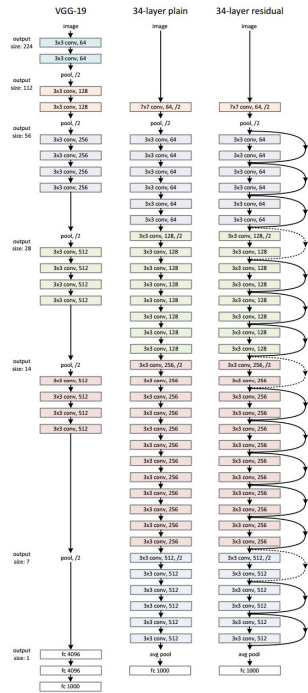 output
size: 224
output
size: 112
output
size: 56
output
size: 28
output
size: 14
output
size: 7
output
size: 1
VGG-19
image
3x3 conv, 64
3x3 conv, 64
pool, /2
3x3 conv, 128
3x3 conv, 128
pool, /2
3x3 conv, 256
3x3 conv, 256
3x3 conv, 256
3x3 conv, 256
pool, /2
3x3 conv, 512
3x3 conv, 512
3x3 conv, 512
3x3 conv, 512
pool, /2
3x3 conv, 512
3x3 conv, 512
3x3 conv, 512
3x3 conv, 512
pool, /2
fc 4096
fc 4096
fc 1000
34-layer plain
image
7x7 conv, 64, /2
pool, /2
3x3 conv, 64
3x3 conv, 64
3x3 conv, 64
3x3 conv, 64
3x3 conv, 64
3x3 conv, 64
3x3 conv, 128, /2
3x3 conv, 128
3x3 conv, 128
3x3 conv, 128
3x3 conv, 128
3x3 conv, 128
3x3 conv, 128
3x3 conv, 128
3x3 conv, 256, /2
3x3 conv, 256
3x3 conv, 256
3x3 conv, 256
3x3 conv, 256
3x3 conv, 256
3x3 conv, 256
3x3 conv, 256
3x3 conv, 256
3x3 conv, 256
3x3 conv, 256
3x3 conv, 256
3x3 conv, 512, /2
3x3 conv, 512
3x3 conv, 512
3x3 conv, 512
3x3 conv, 512
3x3 conv, 512
avg pool
fc 1000
34-layer residual
image
7x7 conv, 64, /2
pool, /2
3x3 conv, 64
3x3 conv, 64
3x3 conv, 64
3x3 conv, 64
3x3 conv, 64
3x3 conv, 64
3x3 conv, 128, /2
3x3 conv, 128
3x3 conv, 128
3x3 conv, 128
3x3 conv, 128
3x3 conv, 128
3x3 conv, 128
3x3 conv, 128
3x3 conv, 256, /2
3x3 conv, 256
3x3 conv, 256
3x3 conv, 256
3x3 conv, 256
3x3 conv, 256
3x3 conv, 256
3x3 conv, 256
3x3 conv, 256
3x3 conv, 256
3x3 conv, 256
3x3 conv, 256
3x3 conv, 512, /2
3x3 conv, 512
3x3 conv, 512
3x3 conv, 512
3x3 conv, 512
3x3 conv, 512
avg pool
fc 1000